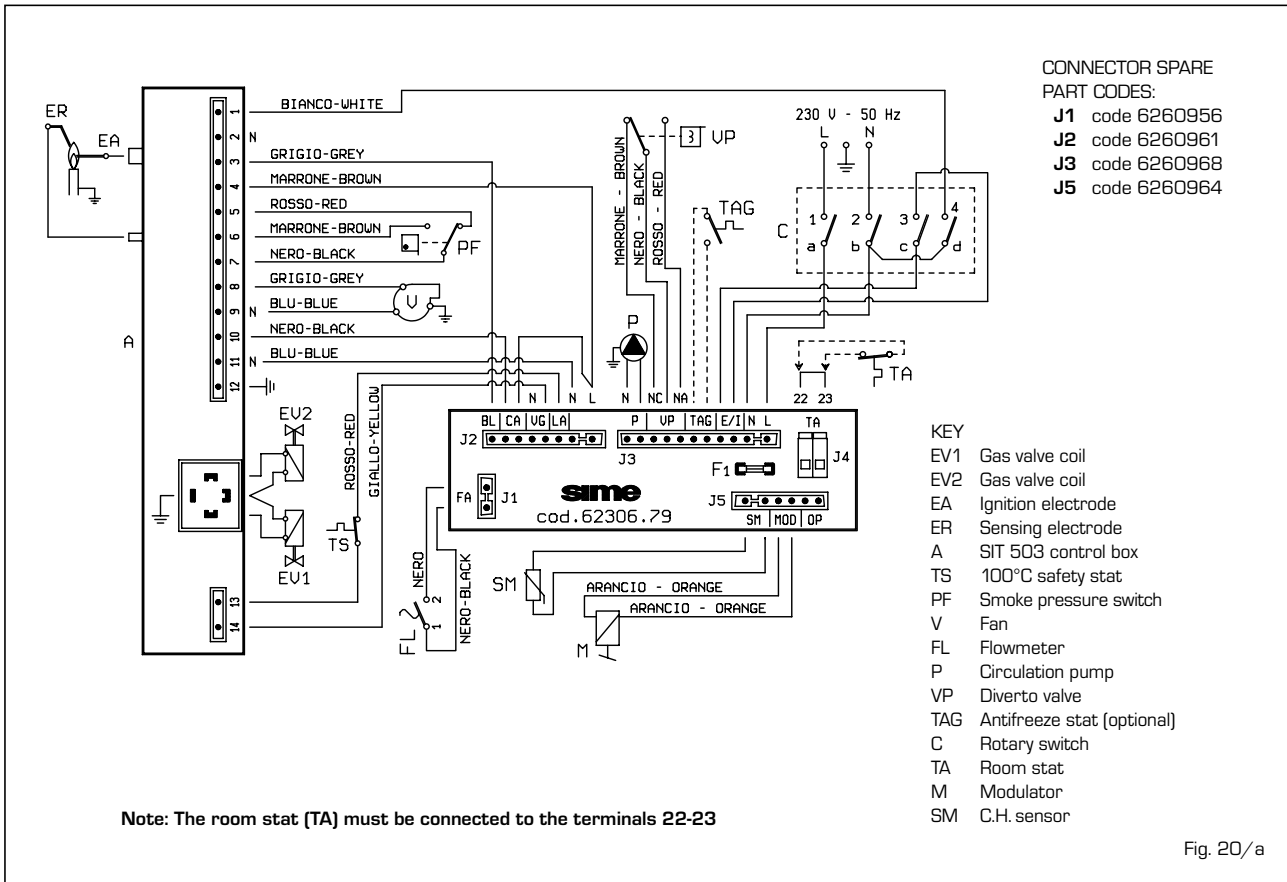 CONNECTOR SPARE
PART CODES:
J1 code 6260956
J2 code 6260961
J3 code 6260968
J5 code 6260964
230 V - 50 Hz
L N
1 2 3 4
a b c d
C
ER
EA
A
1 BIANCO-WHITE
2 N
3 GRIGIO-GREY
4 MARRONE-BROWN
5 ROSSO-RED
6 MARRONE-BROWN
7 NERO-BLACK
8 GRIGIO-GREY
9 N BLU-BLUE
10 NERO-BLACK
11 N BLU-BLUE
12
13
14
PF
V
EV2
EV1
ROSSO-RED
GIALLO-YELLOW
TS
MARRONE - BROWN
NERO - BLACK
ROSSO - RED
VP
TAG
P
TA
22 23
N N L
N NC NA
BL CA VG LA
P VP TAG E/I N L
TA
J2
J3
J4
F1
FA J1
sime
cod.62306.79
J5
SM MOD OP
NERO
NERO-BLACK
FL
2
1
SM
ARANCIO - ORANGE
ARANCIO - ORANGE
M
KEY
EV1 Gas valve coil
EV2 Gas valve coil
EA Ignition electrode
ER Sensing electrode
A SIT 503 control box
TS 100°C safety stat
PF Smoke pressure switch
V Fan
FL Flowmeter
P Circulation pump
VP Diverto valve
TAG Antifreeze stat (optional)
C Rotary switch
TA Room stat
M Modulator
SM C.H. sensor
Note: The room stat (TA) must be connected to the terminals 22-23
Fig. 20/a